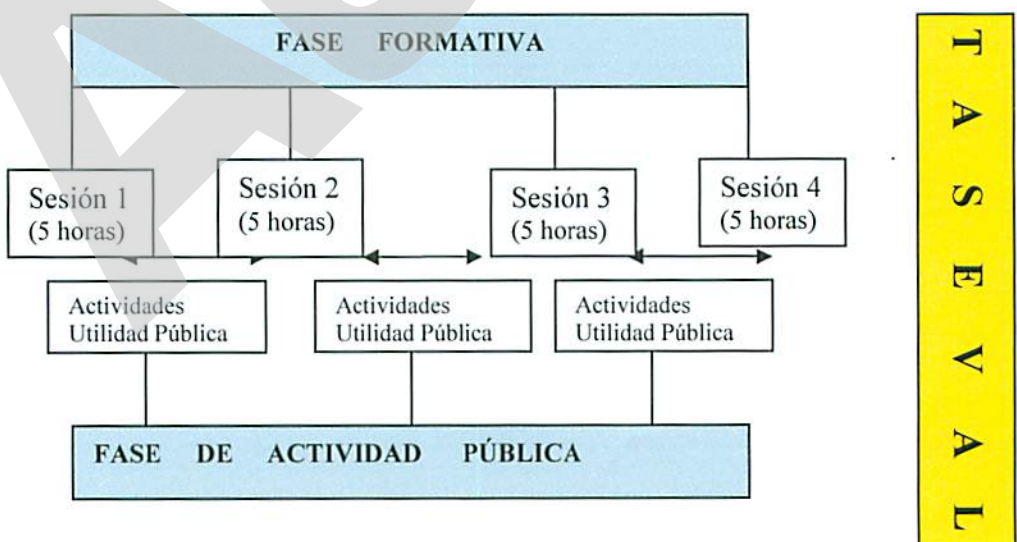 FASE FORMATIVA
Sesión 1
(5 horas)
Sesión 2
(5 horas)
Sesión 3
(5 horas)
Sesión 4
(5 horas)
Actividades
Utilidad Pública
Actividades
Utilidad Pública
Actividades
Utilidad Pública
FASE DE ACTIVIDAD PÚBLICA
T A S E V A L